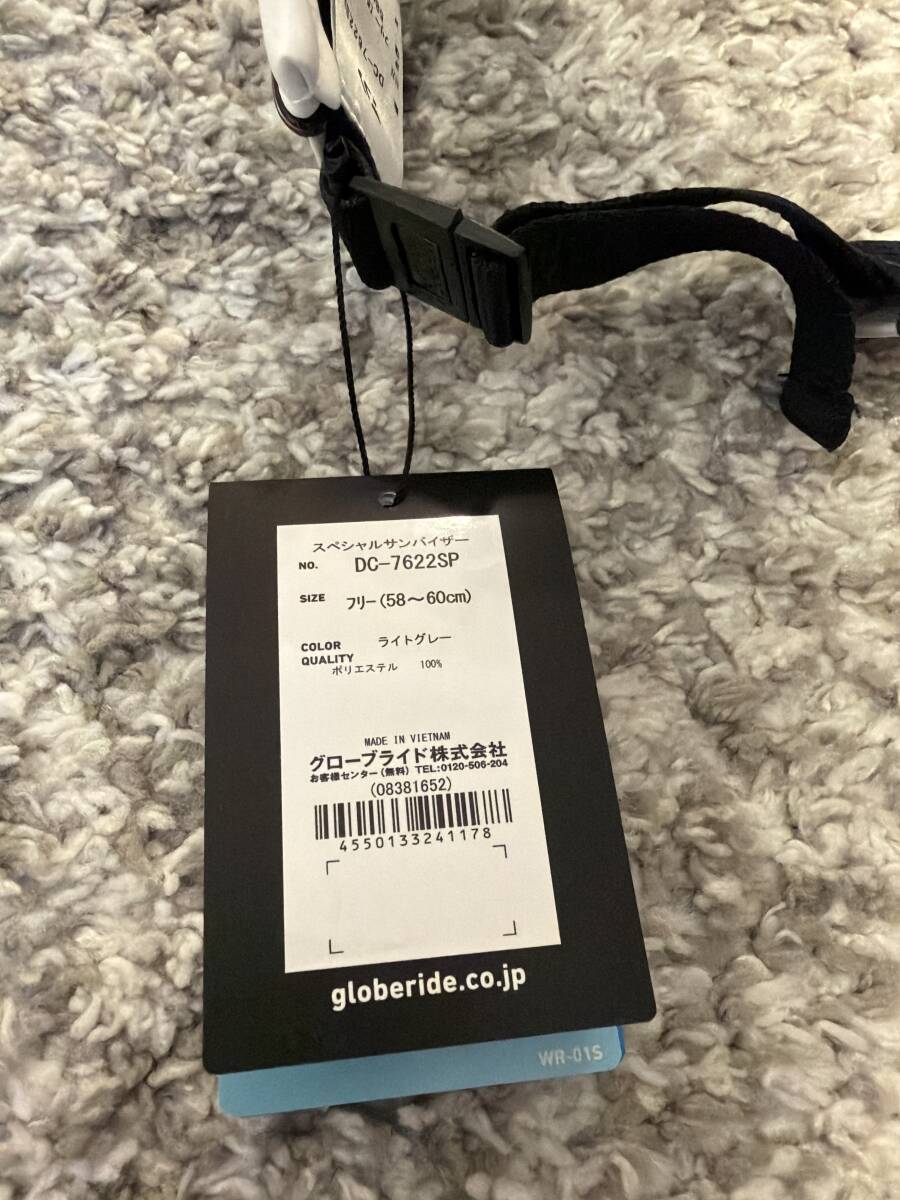 DC-7622S
スペシャルサンバイザー
NO. DC-7622SP
SIZE フリー(58～60cm)
COLOR ライトグレー
QUALITY
ポリエステル 100%
MADE IN VIETNAM
グローブライド株式会社
お客様センター(無料) TEL:0120-506-204
(08381652)
4550133241178
globeride.co.jp
WR-01S